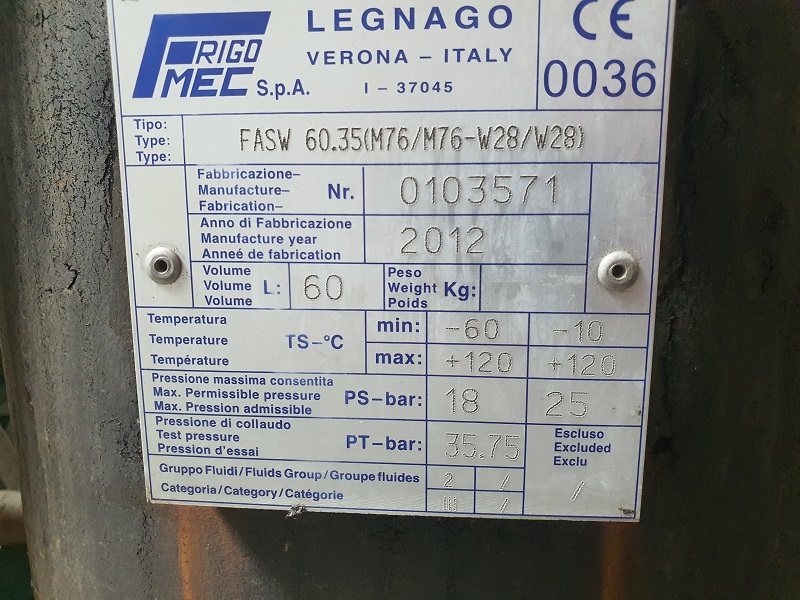 FRIGO LEGNAGO CE
MEC S.p.A. VERONA – ITALY
I – 37045 0036
Tipo:
Type: FASW 60.35(M76/M76-W28/W28)
Type:
Fabbricazione–
Manufacture– Nr. 0103571
Fabrication–
Anno di Fabbricazione
Manufacture year 2012
Anneé de fabrication
Volume Peso
Volume L: 60 Weight Kg:
Volume Poids
Temperatura min: -60 -10
Temperature TS-°C
Température max: +120 +120
Pressione massima consentita
Max. Permissible pressure PS-bar: 18 25
Max. Pression admissible
Pressione di collaudo Escluso
Test pressure PT-bar: 35.75 Excluded
Pression d'essai Exclu
Gruppo Fluidi/Fluids Group/Groupe fluides 2 /
Categoria/Category/Catégorie III / /